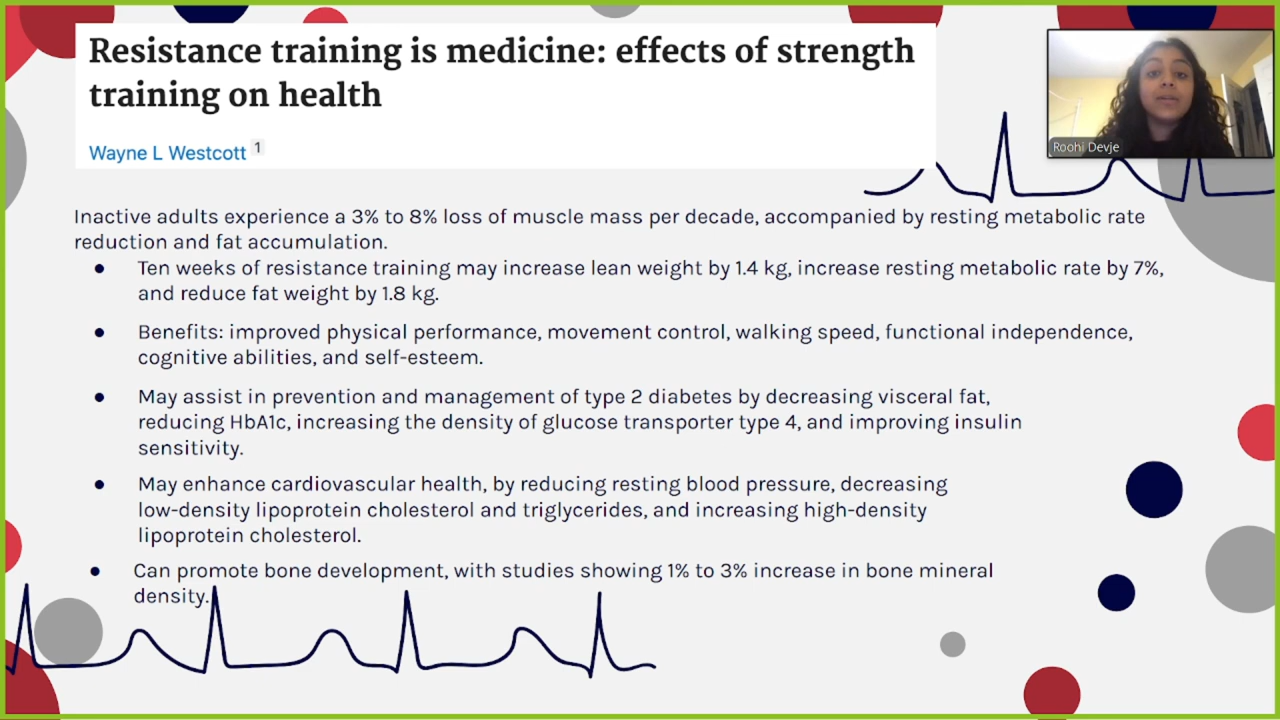 Resistance training is medicine: effects of strength
training on health
Wayne L Westcott 1
Roohi Devje
Inactive adults experience a 3% to 8% loss of muscle mass per decade, accompanied by resting metabolic rate
reduction and fat accumulation.
● Ten weeks of resistance training may increase lean weight by 1.4 kg, increase resting metabolic rate by 7%,
and reduce fat weight by 1.8 kg.
● Benefits: improved physical performance, movement control, walking speed, functional independence,
cognitive abilities, and self-esteem.
● May assist in prevention and management of type 2 diabetes by decreasing visceral fat,
reducing HbA1c, increasing the density of glucose transporter type 4, and improving insulin
sensitivity.
● May enhance cardiovascular health, by reducing resting blood pressure, decreasing
low-density lipoprotein cholesterol and triglycerides, and increasing high-density
lipoprotein cholesterol.
● Can promote bone development, with studies showing 1% to 3% increase in bone mineral
density.